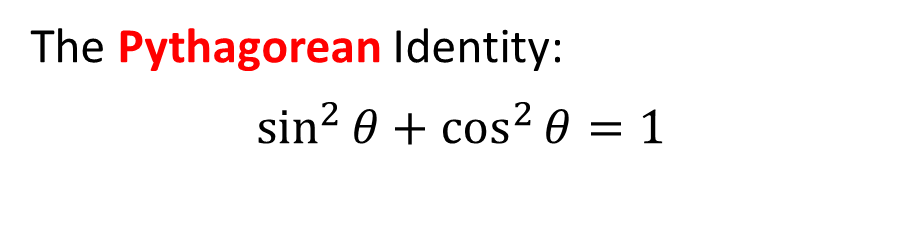 The Pythagorean Identity:
sin² θ + cos² θ = 1